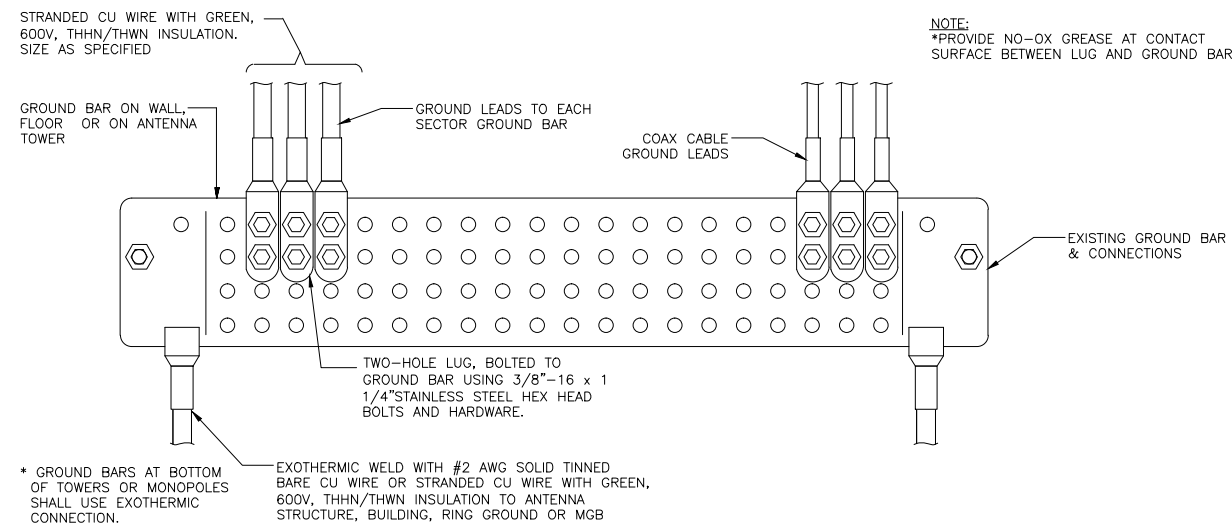 STRANDED CU WIRE WITH GREEN,
600V, THHN/THWN INSULATION.
SIZE AS SPECIFIED
NOTE:
*PROVIDE NO-OX GREASE AT CONTACT
SURFACE BETWEEN LUG AND GROUND BAR
GROUND BAR ON WALL,
FLOOR OR ON ANTENNA
TOWER
GROUND LEADS TO EACH
SECTOR GROUND BAR
COAX CABLE
GROUND LEADS
EXISTING GROUND BAR
& CONNECTIONS
TWO-HOLE LUG, BOLTED TO
GROUND BAR USING 3/8"-16 x 1
1/4"STAINLESS STEEL HEX HEAD
BOLTS AND HARDWARE.
* GROUND BARS AT BOTTOM
OF TOWERS OR MONOPOLES
SHALL USE EXOTHERMIC
CONNECTION.
EXOTHERMIC WELD WITH #2 AWG SOLID TINNED
BARE CU WIRE OR STRANDED CU WIRE WITH GREEN,
600V, THHN/THWN INSULATION TO ANTENNA
STRUCTURE, BUILDING, RING GROUND OR MGB